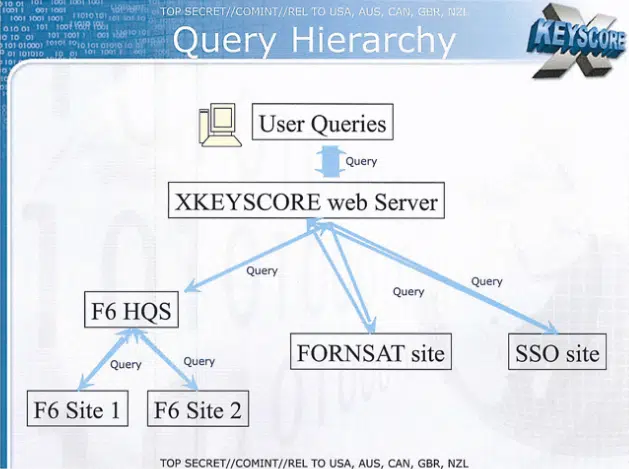 TOP SECRET//COMINT//REL TO USA, AUS, CAN, GBR, NZL
Query Hierarchy
X
KEYSCORE
User Queries
Query
XKEYSCORE web Server
Query
Query
Query
F6 HQS
FORNSAT site
SSO site
Query
Query
F6 Site 1
F6 Site 2
TOP SECRET//COMINT//REL TO USA, AUS, CAN, GBR, NZL